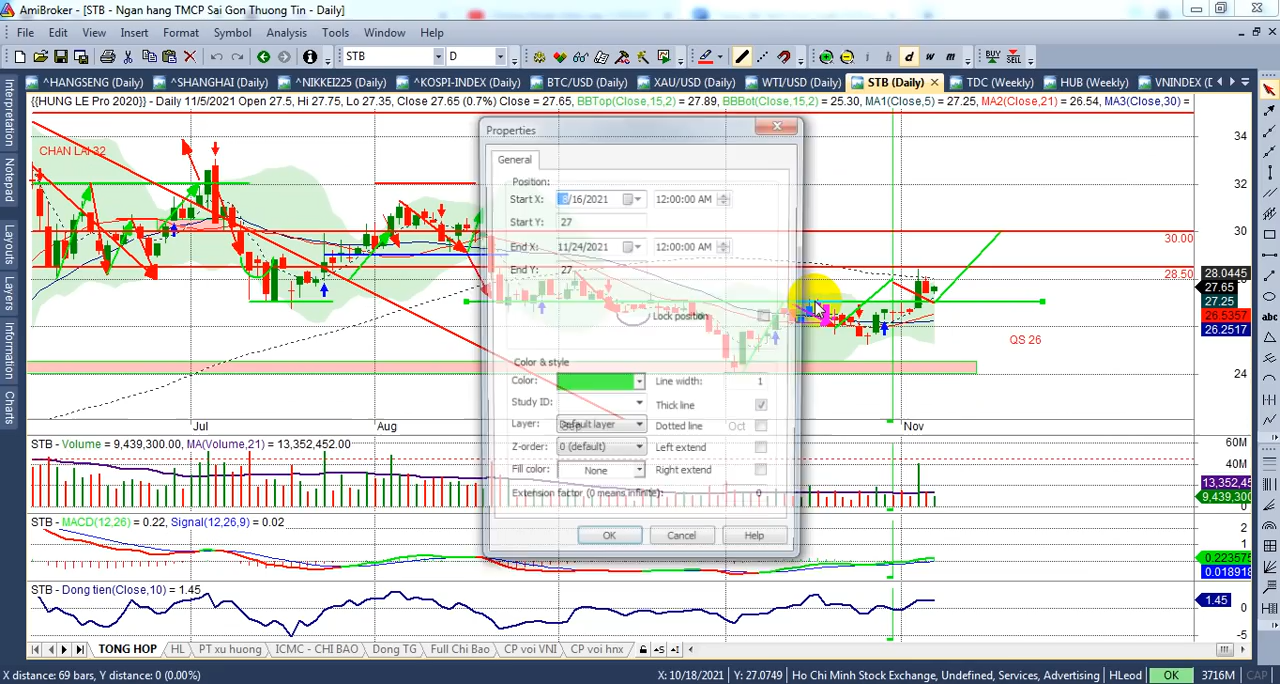 AmiBroker - [STB - Ngan hang TMCP Sai Gon Thuong Tin - Daily]
File Edit View Insert Format Symbol Analysis Tools Window Help
STB D
^HANGSENG (Daily) ^SHANGHAI (Daily) ^NIKKEI225 (Daily) ^KOSPI-INDEX (Daily) BTC/USD (Daily) XAU/USD (Daily) WTI/USD (Daily) STB (Daily) TDC (Weekly) HUB (Weekly) VNINDEX (
{{HUNG LE Pro 2020}} - Daily 11/5/2021 Open 27.5, Hi 27.75, Lo 27.35, Close 27.65 (0.7%) Close = 27.65, BBTop(Close,15,2) = 27.89, BBBot(Close,15,2) = 25.30, MA1(Close,5) = 27.25, MA2(Close,21) = 26.54, MA3(Close,30) =
Interpretation
Notepad
Layouts
Layers
Information
Charts
CHAN LAI 32
34
32
30
30.00
28.50
28.0445
27.65
27.25
26.5357
26.2517
QS 26
24
Jul Aug Oct Nov
Properties
General
Position:
Start X: 8/16/2021 12:00:00 AM
Start Y: 27
End X: 11/24/2021 12:00:00 AM
End Y: 27
Lock position
Color & style
Color: Line width: 1
Study ID: Thick line
Layer: Default layer Dotted line
Z-order: 0 (default) Left extend
Fill color: None Right extend
Extension factor (0 means infinite): 0
OK Cancel Help
STB - Volume = 9,439,300.00, MA(Volume,21) = 13,352,452.00
60M
40M
13,352,45
9,439,300
STB - MACD(12,26) = 0.22, Signal(12,26,9) = 0.02
2
1
0.223575
0.018918
STB - Dong tien(Close,10) = 1.45
1.45
0
-5
TONG HOP HL PT xu huong ICMC - CHI BAO Dong TG Full Chi Bao CP voi VNI CP voi hnx
X distance: 69 bars, Y distance: 0 (0.00%) X: 10/18/2021 Y: 27.0749 Ho Chi Minh Stock Exchange, Undefined, Services, Advertising HLeod OK 3716M CAP